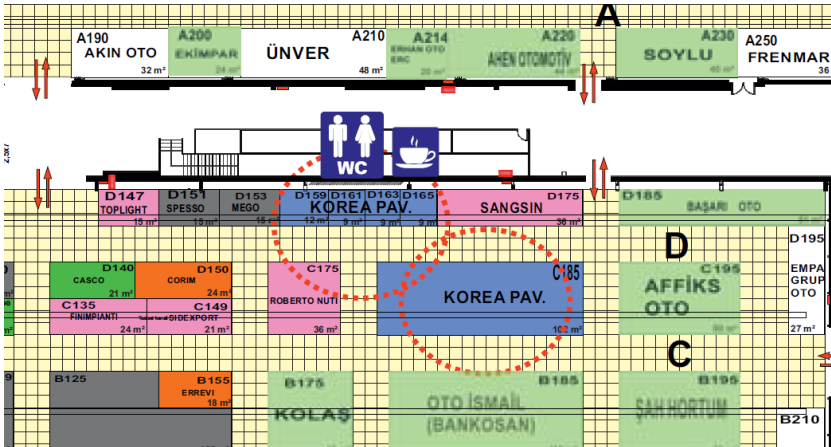 A
A190
AKIN OTO
32 m²
A200
EKİMPAR
24 m²
A210
ÜNVER
48 m²
A214
ERHAN OTO
ERC
20 m²
A220
AHEN OTOMOTİV
A230
SOYLU
40 m²
A250
FRENMAR
36
WC
D147
TOPLIGHT
15 m²
D151
SPESSO
15 m²
D153
MEGO
15 m²
D159 D161 D163 D165
KOREA PAV.
12 m² 9 m² 9 m² 9 m²
D175
SANGSIN
36 m²
D185
BAŞARI OTO
D
D195
EMPA
GRUP
OTO
27 m²
D140
CASCO
21 m²
D150
CORIM
24 m²
C135
FINIMPIANTI
24 m²
C149
SIDEXPORT
21 m²
C175
ROBERTO NUTI
36 m²
C185
KOREA PAV.
C195
AFFİKS
OTO
C
B125
B155
ERREVI
18 m²
B175
KOLAŞ
B185
OTO İSMAİL
(BANKOSAN)
B195
ŞAH HORTUM
B210